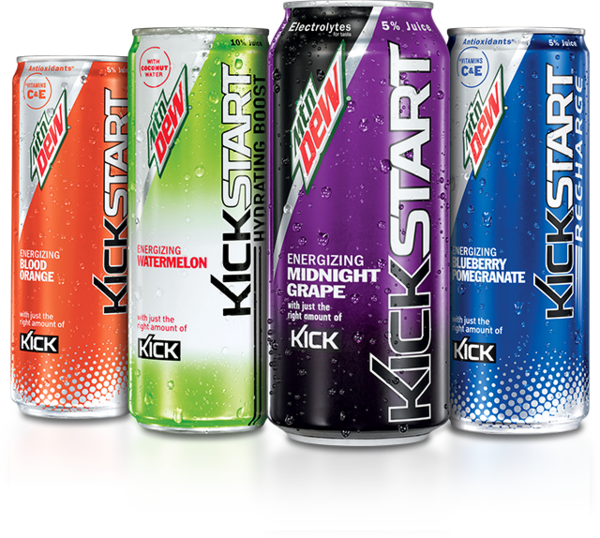 Antioxidants*
5% Juice
VITAMINS
C&E
mtn
DEW
KICKSTART
ENERGIZING
BLOOD
ORANGE
with just the
right amount of
KICK
10% Juice
WITH
COCONUT
WATER
mtn
DEW
KICKSTART
HYDRATING BOOST
ENERGIZING
WATERMELON
with just the
right amount of
KICK
Electrolytes
for taste
5% Juice
mtn
DEW
KICKSTART
ENERGIZING
MIDNIGHT
GRAPE
with just the
right amount of
KICK
Antioxidants*
5% Juice
VITAMINS
C&E
mtn
DEW
KICKSTART
RECHARGE
ENERGIZING
BLUEBERRY
POMEGRANATE
with just the
right amount of
KICK